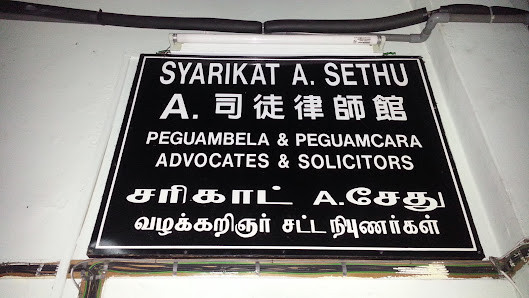 SYARIKAT A. SETHU
A. 司徒律師館
PEGUAMBELA & PEGUAMCARA
ADVOCATES & SOLICITORS
சரிகாட் A. சேது
வழக்கறிஞர் சட்ட நிபுணர்கள்